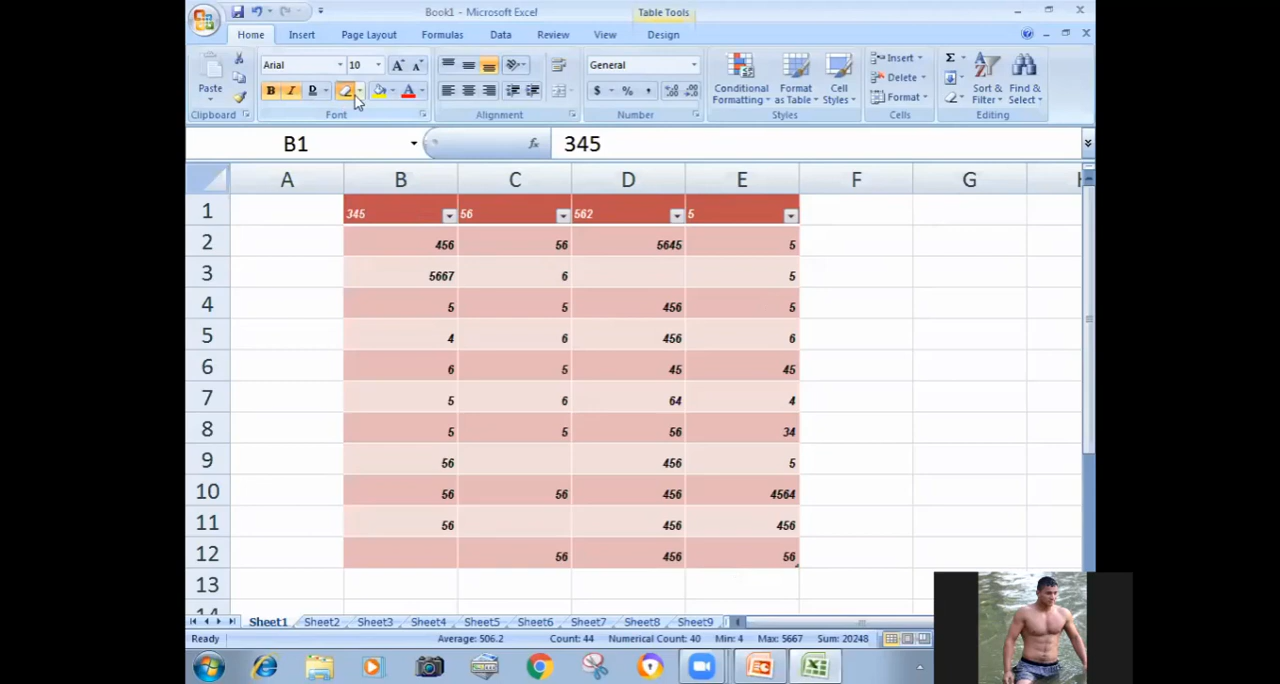 Book1 - Microsoft Excel
Table Tools
Home Insert Page Layout Formulas Data Review View Design
Paste
Arial 10
B I D
General
$ % ,
Conditional Formatting
Format as Table
Cell Styles
Insert
Delete
Format
Σ
Sort & Filter
Find & Select
Clipboard Font Alignment Number Styles Cells Editing
B1 fx 345
A B C D E F G H
1 345 56 562 5
2 456 56 5645 5
3 5667 6 5
4 5 5 456 5
5 4 6 456 6
6 6 5 45 45
7 5 6 64 4
8 5 5 56 34
9 56 456 5
10 56 56 456 4564
11 56 456 456
12 56 456 56
13
14
Sheet1 Sheet2 Sheet3 Sheet4 Sheet5 Sheet6 Sheet7 Sheet8 Sheet9
Ready Average: 506.2 Count: 44 Numerical Count: 40 Min: 4 Max: 5667 Sum: 20248